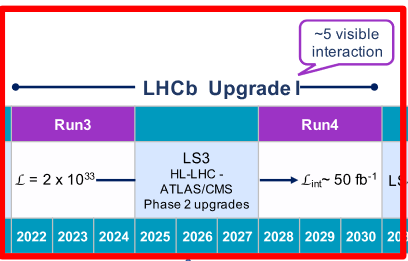 ~5 visible
interaction
LHCb Upgrade I
Run3
Run4
LS3
HL-LHC -
ATLAS/CMS
Phase 2 upgrades
ℒ = 2 x 10³³
ℒint~ 50 fb⁻¹
2022 2023 2024 2025 2026 2027 2028 2029 2030